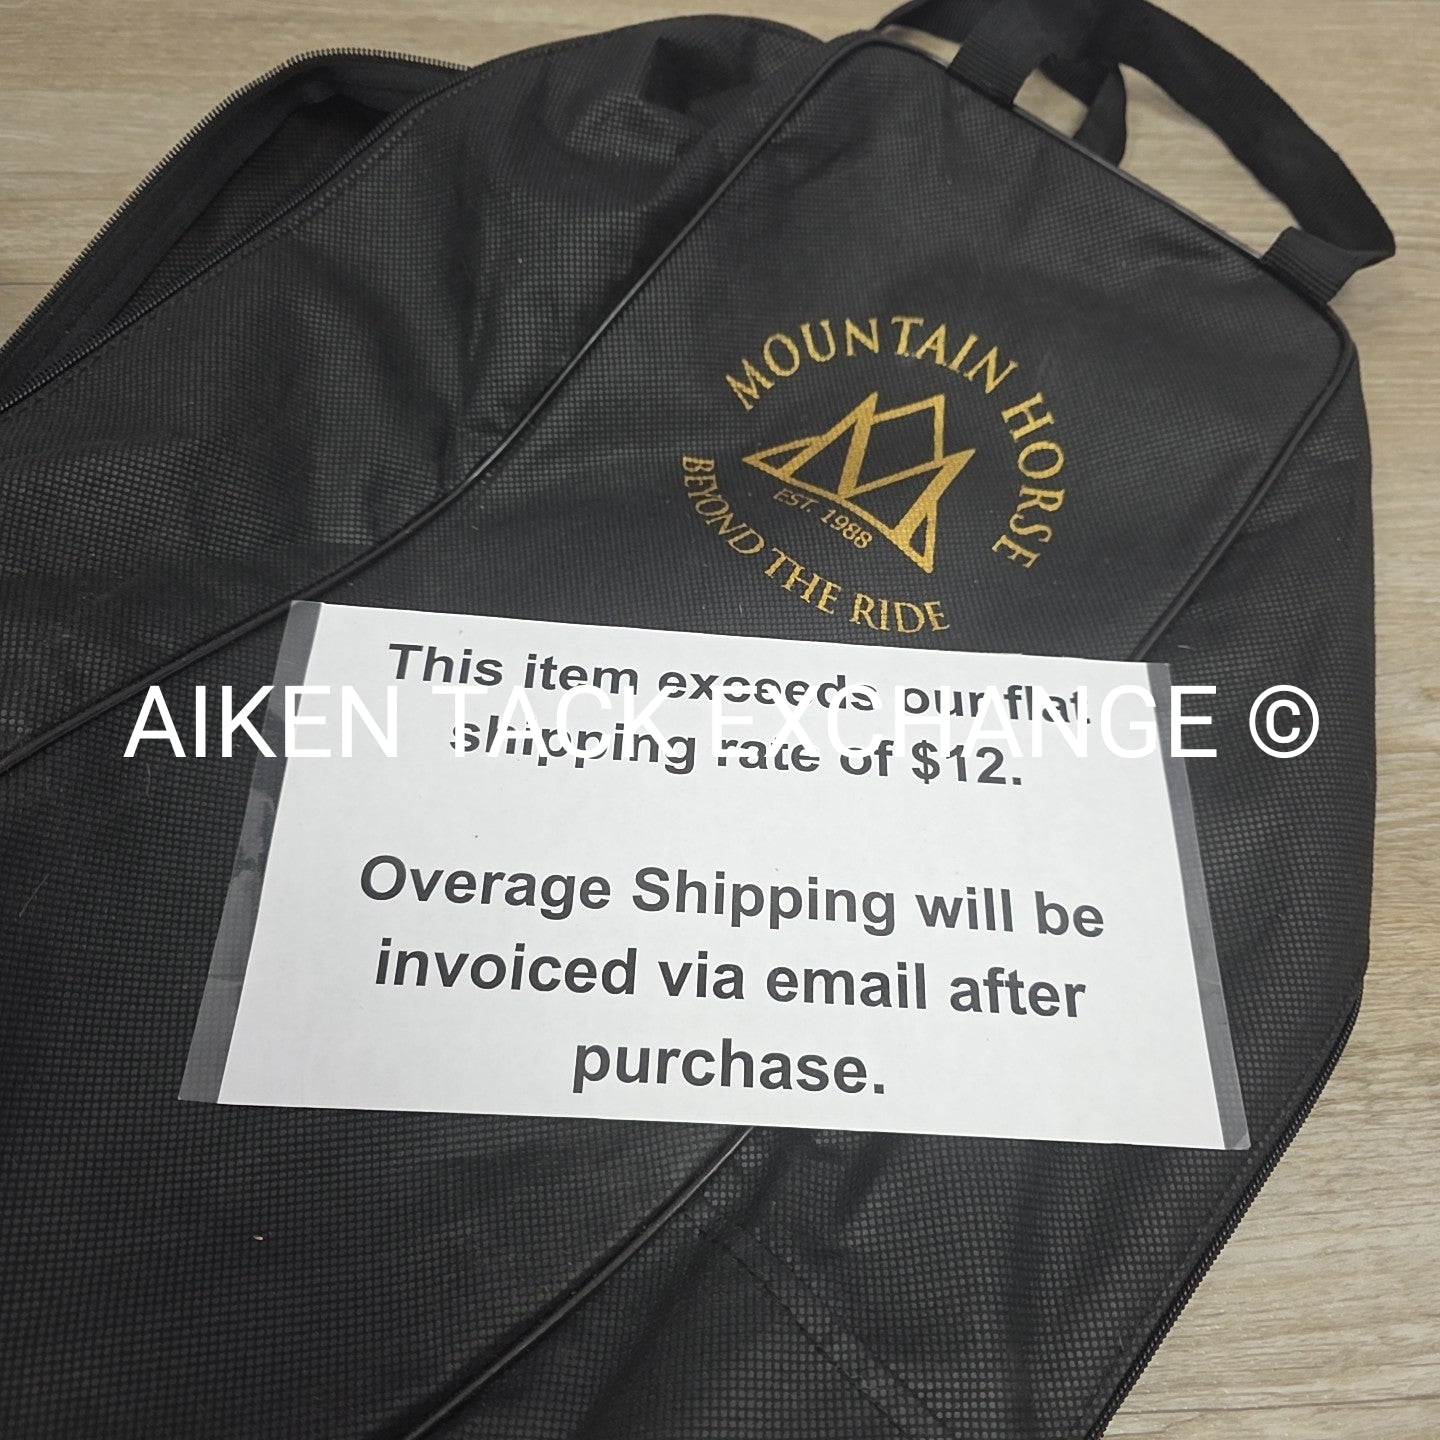 MOUNTAIN HORSE
EST. 1988
BEYOND THE RIDE
This item exceeds our flat
AIKEN TACK EXCHANGE ©
shipping rate of $12.
Overage Shipping will be
invoiced via email after
purchase.